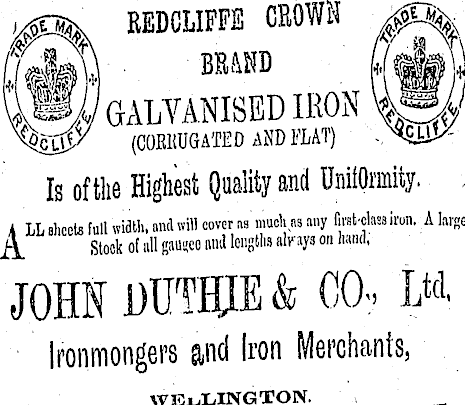 REDCLIFFE CROWN
BRAND
TRADE MARK
REDCLIFFE
TRADE MARK
REDCLIFFE
GALVANISED IRON
(CORRUGATED AND FLAT)
Is of the Highest Quality and UnifOrmity.
ALL sheets full width, and will cover as much as any first-class iron. A large
Stock of all gauges and lengths always on hand,
JOHN DUTHIE & CO., Ltd.
Ironmongers and Iron Merchants,
WELLINGTON.